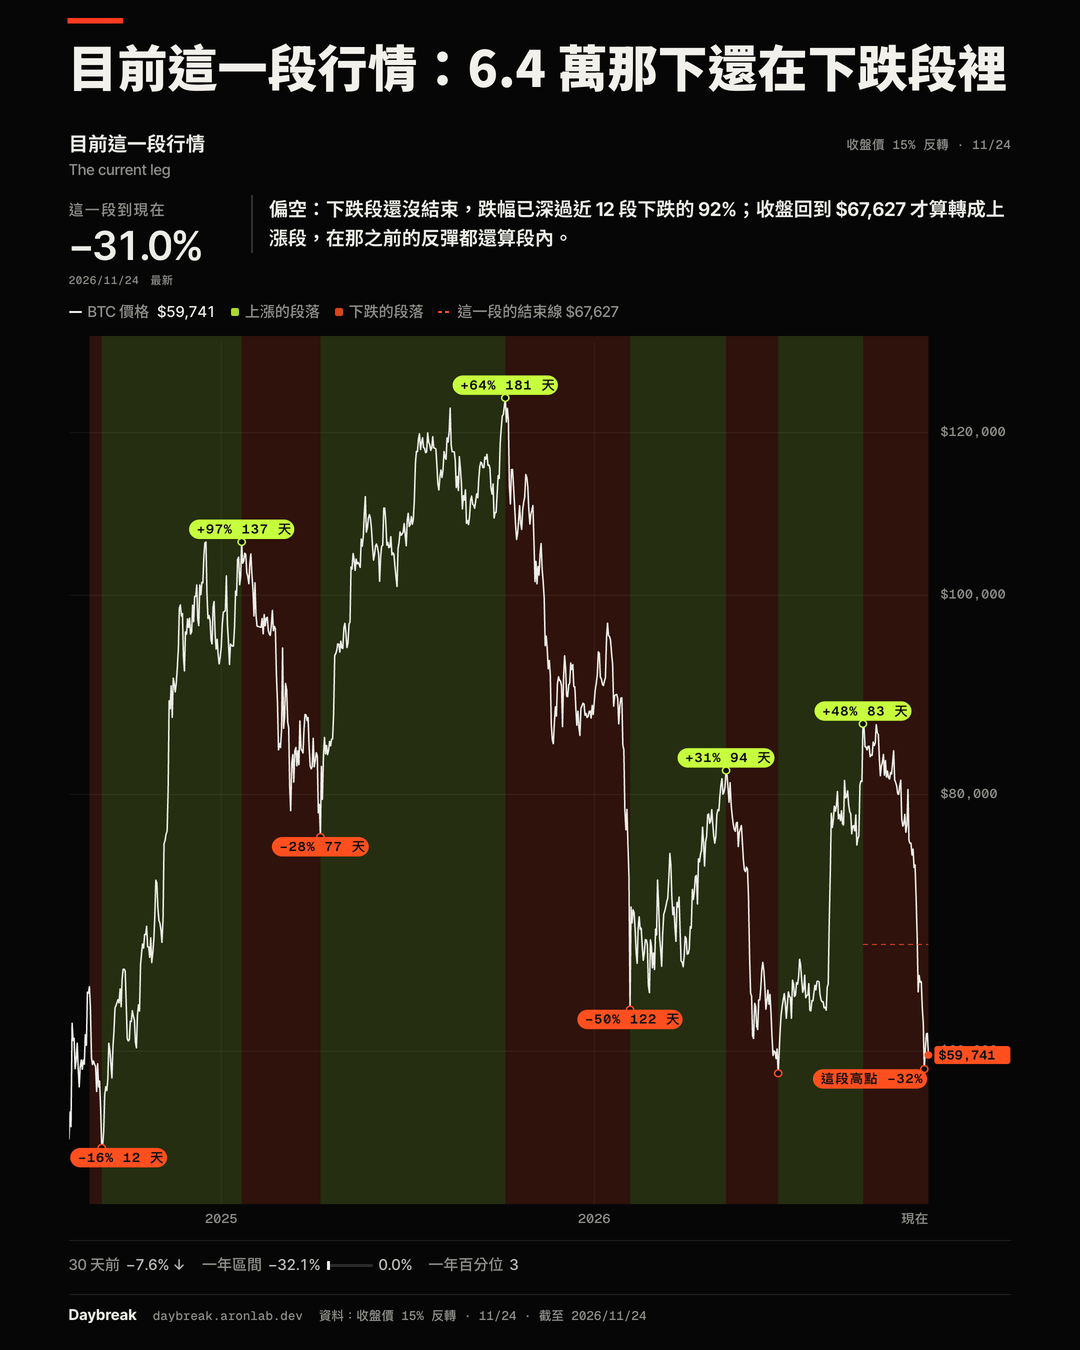 目前這一段行情：6.4 萬那下還在下跌段裡
目前這一段行情
收盤價 15% 反轉 · 11/24
The current leg
這一段到現在
−31.0%
2026/11/24 最新
偏空：下跌段還沒結束，跌幅已深過近 12 段下跌的 92%；收盤回到 $67,627 才算轉成上
漲段，在那之前的反彈都還算段內。
BTC 價格 $59,741 上漲的段落 下跌的段落 這一段的結束線 $67,627
+64% 181 天
$120,000
+97% 137 天
$100,000
+48% 83 天
+31% 94 天
$80,000
−28% 77 天
−50% 122 天
$59,741
這段高點 −32%
−16% 12 天
2025
2026
現在
30 天前 −7.6% ↓ 一年區間 −32.1% 0.0% 一年百分位 3
Daybreak daybreak.aronlab.dev 資料：收盤價 15% 反轉 · 11/24 · 截至 2026/11/24